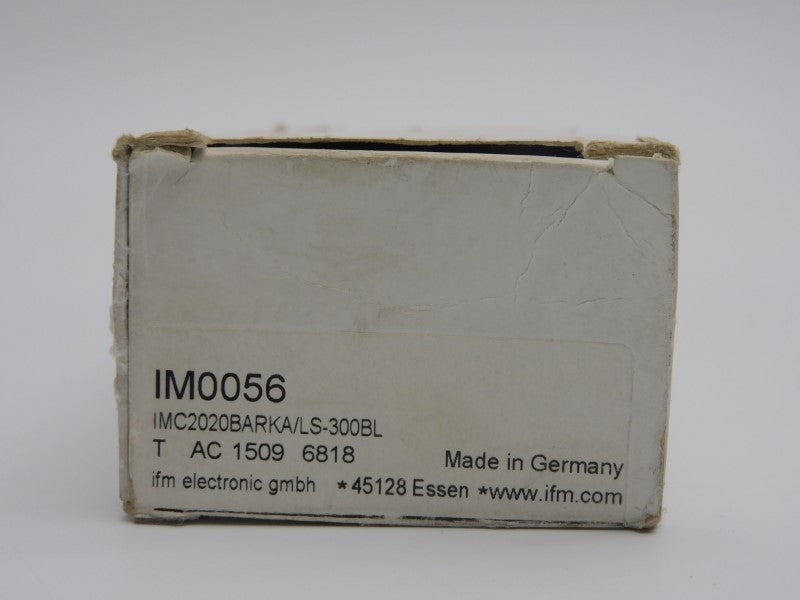 IM0056
IMC2020BARKA/LS-300BL
T AC 1509 6818
Made in Germany
ifm electronic gmbh *45128 Essen *www.ifm.com